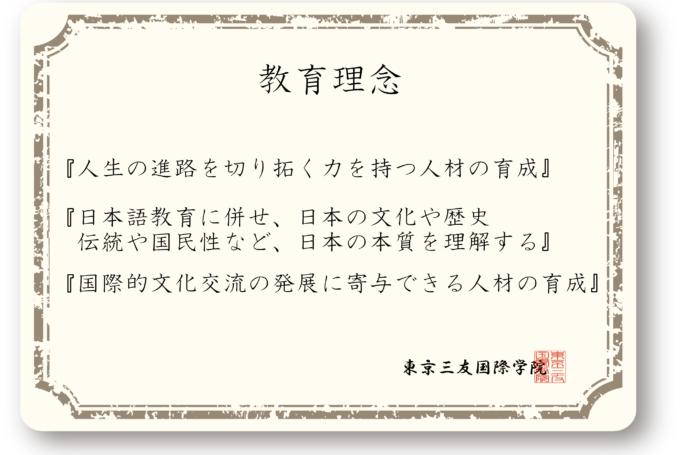 教育理念
『人生の進路を切り拓く力を持つ人材の育成』
『日本語教育に併せ、日本の文化や歴史
伝統や国民性など、日本の本質を理解する』
『国際的文化交流の発展に寄与できる人材の育成』
東京三友国際学院